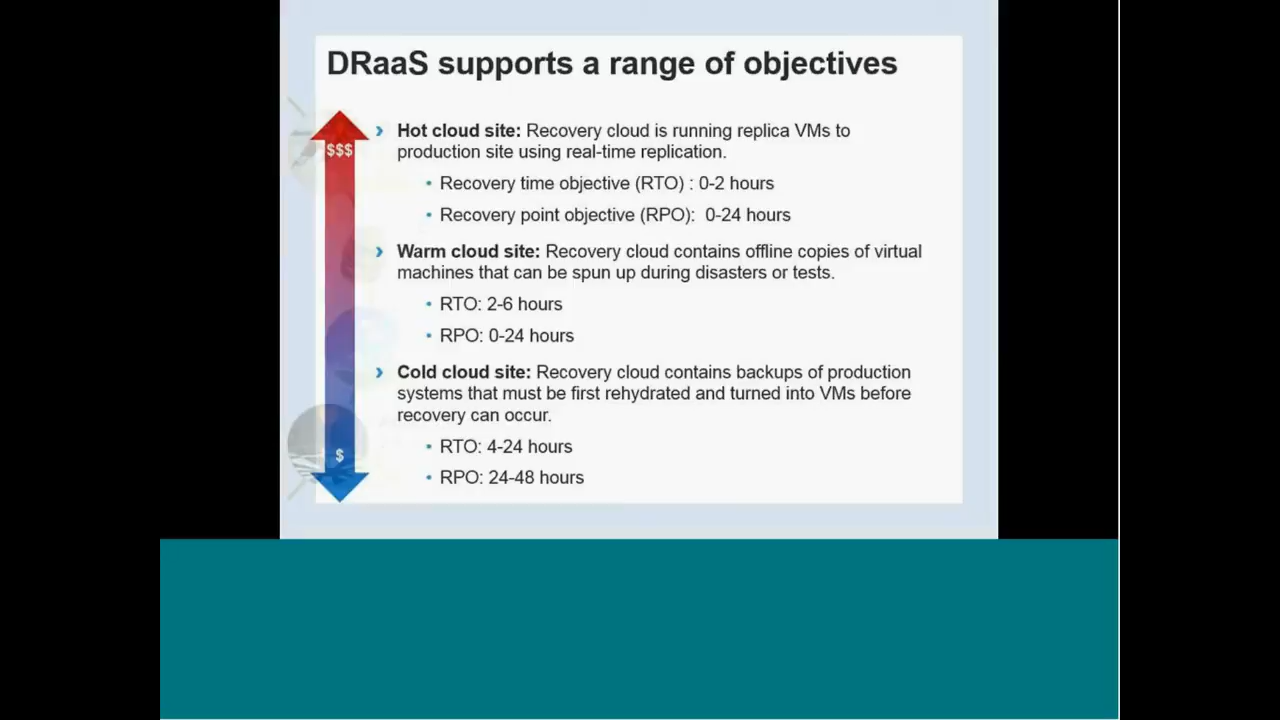 DRaaS supports a range of objectives
$$$
› Hot cloud site: Recovery cloud is running replica VMs to
production site using real-time replication.
• Recovery time objective (RTO) : 0-2 hours
• Recovery point objective (RPO):  0-24 hours
› Warm cloud site: Recovery cloud contains offline copies of virtual
machines that can be spun up during disasters or tests.
• RTO: 2-6 hours
• RPO: 0-24 hours
› Cold cloud site: Recovery cloud contains backups of production
systems that must be first rehydrated and turned into VMs before
recovery can occur.
• RTO: 4-24 hours
$
• RPO: 24-48 hours